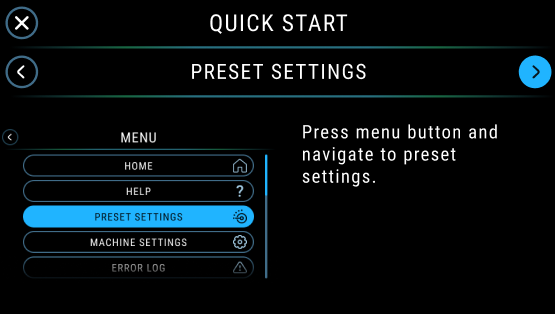 QUICK START
PRESET SETTINGS
MENU
HOME
HELP
?
PRESET SETTINGS
MACHINE SETTINGS
ERROR LOG
Press menu button and
navigate to preset
settings.